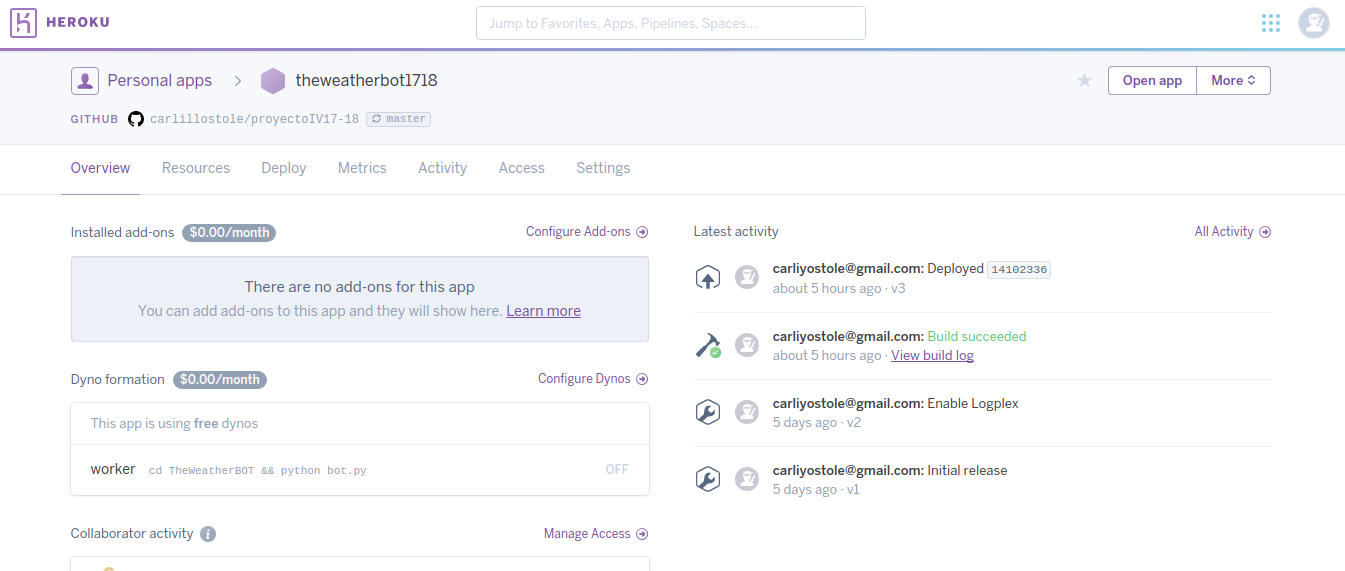 HEROKU
Jump to Favorites, Apps, Pipelines, Spaces...
Personal apps > theweatherbot1718
Open app
More
GITHUB carlillostole/proyectoIV17-18 master
Overview Resources Deploy Metrics Activity Access Settings
Installed add-ons $0.00/month
Configure Add-ons
There are no add-ons for this app
You can add add-ons to this app and they will show here. Learn more
Dyno formation $0.00/month
Configure Dynos
This app is using free dynos
worker cd TheWeatherBOT && python bot.py OFF
Collaborator activity i
Manage Access
Latest activity
All Activity
carliyostole@gmail.com: Deployed 14102336
about 5 hours ago · v3
carliyostole@gmail.com: Build succeeded
about 5 hours ago · View build log
carliyostole@gmail.com: Enable Logplex
5 days ago · v2
carliyostole@gmail.com: Initial release
5 days ago · v1